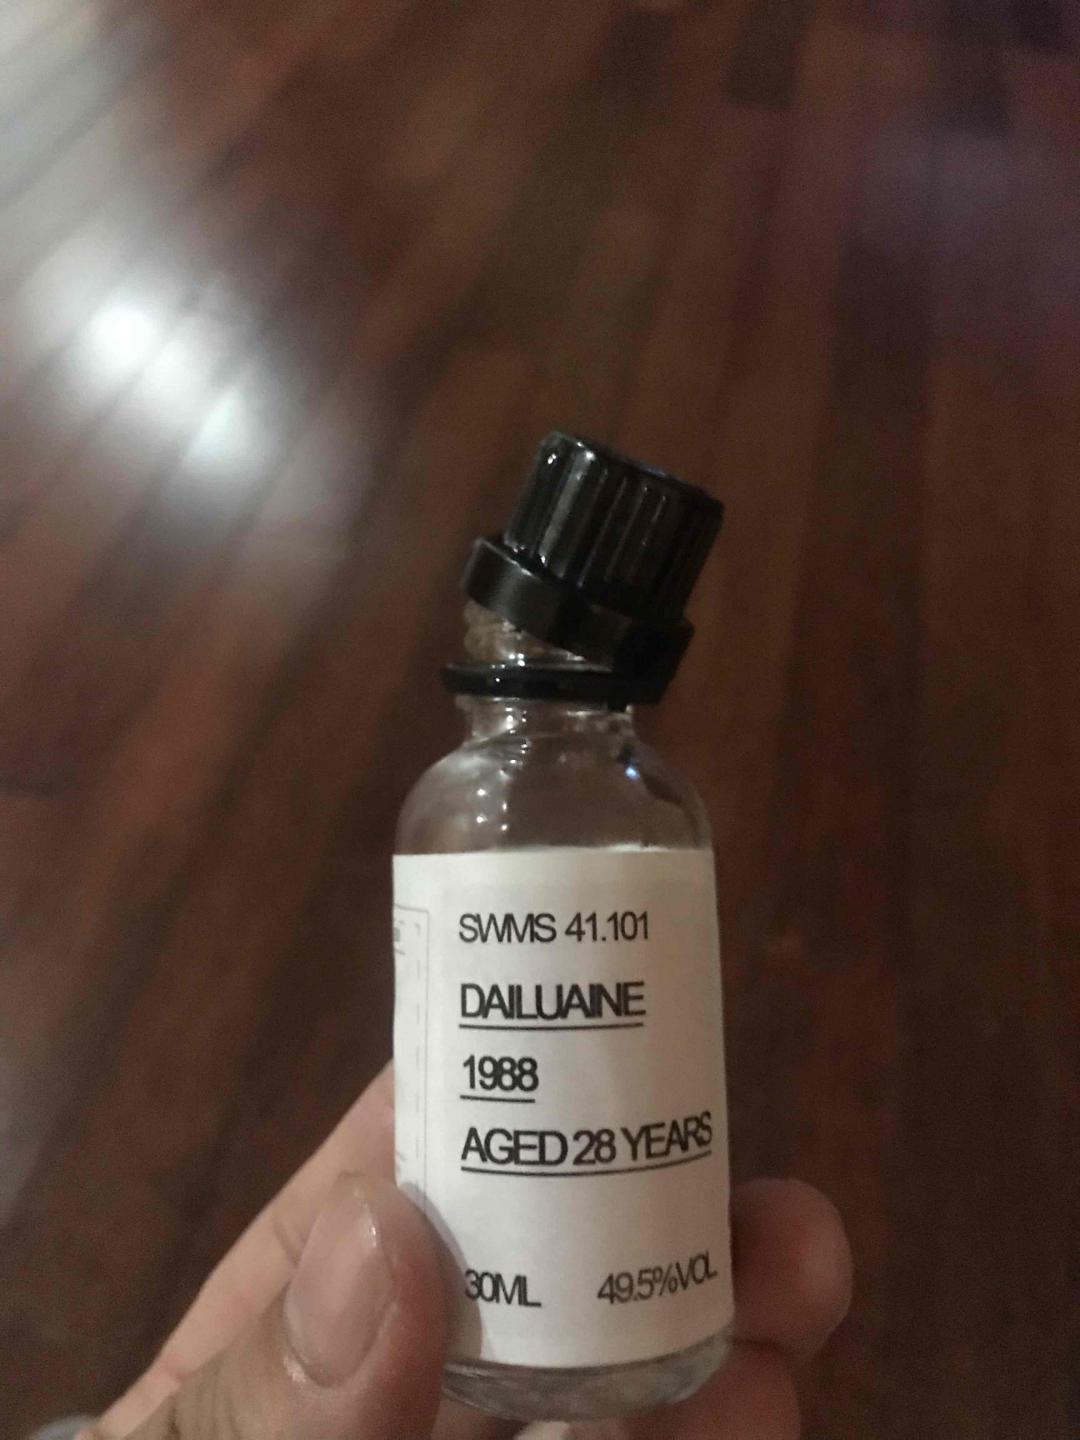 SWMS 41.101
DAILUAINE
1988
AGED 28 YEARS
30ML 49.5%VOL